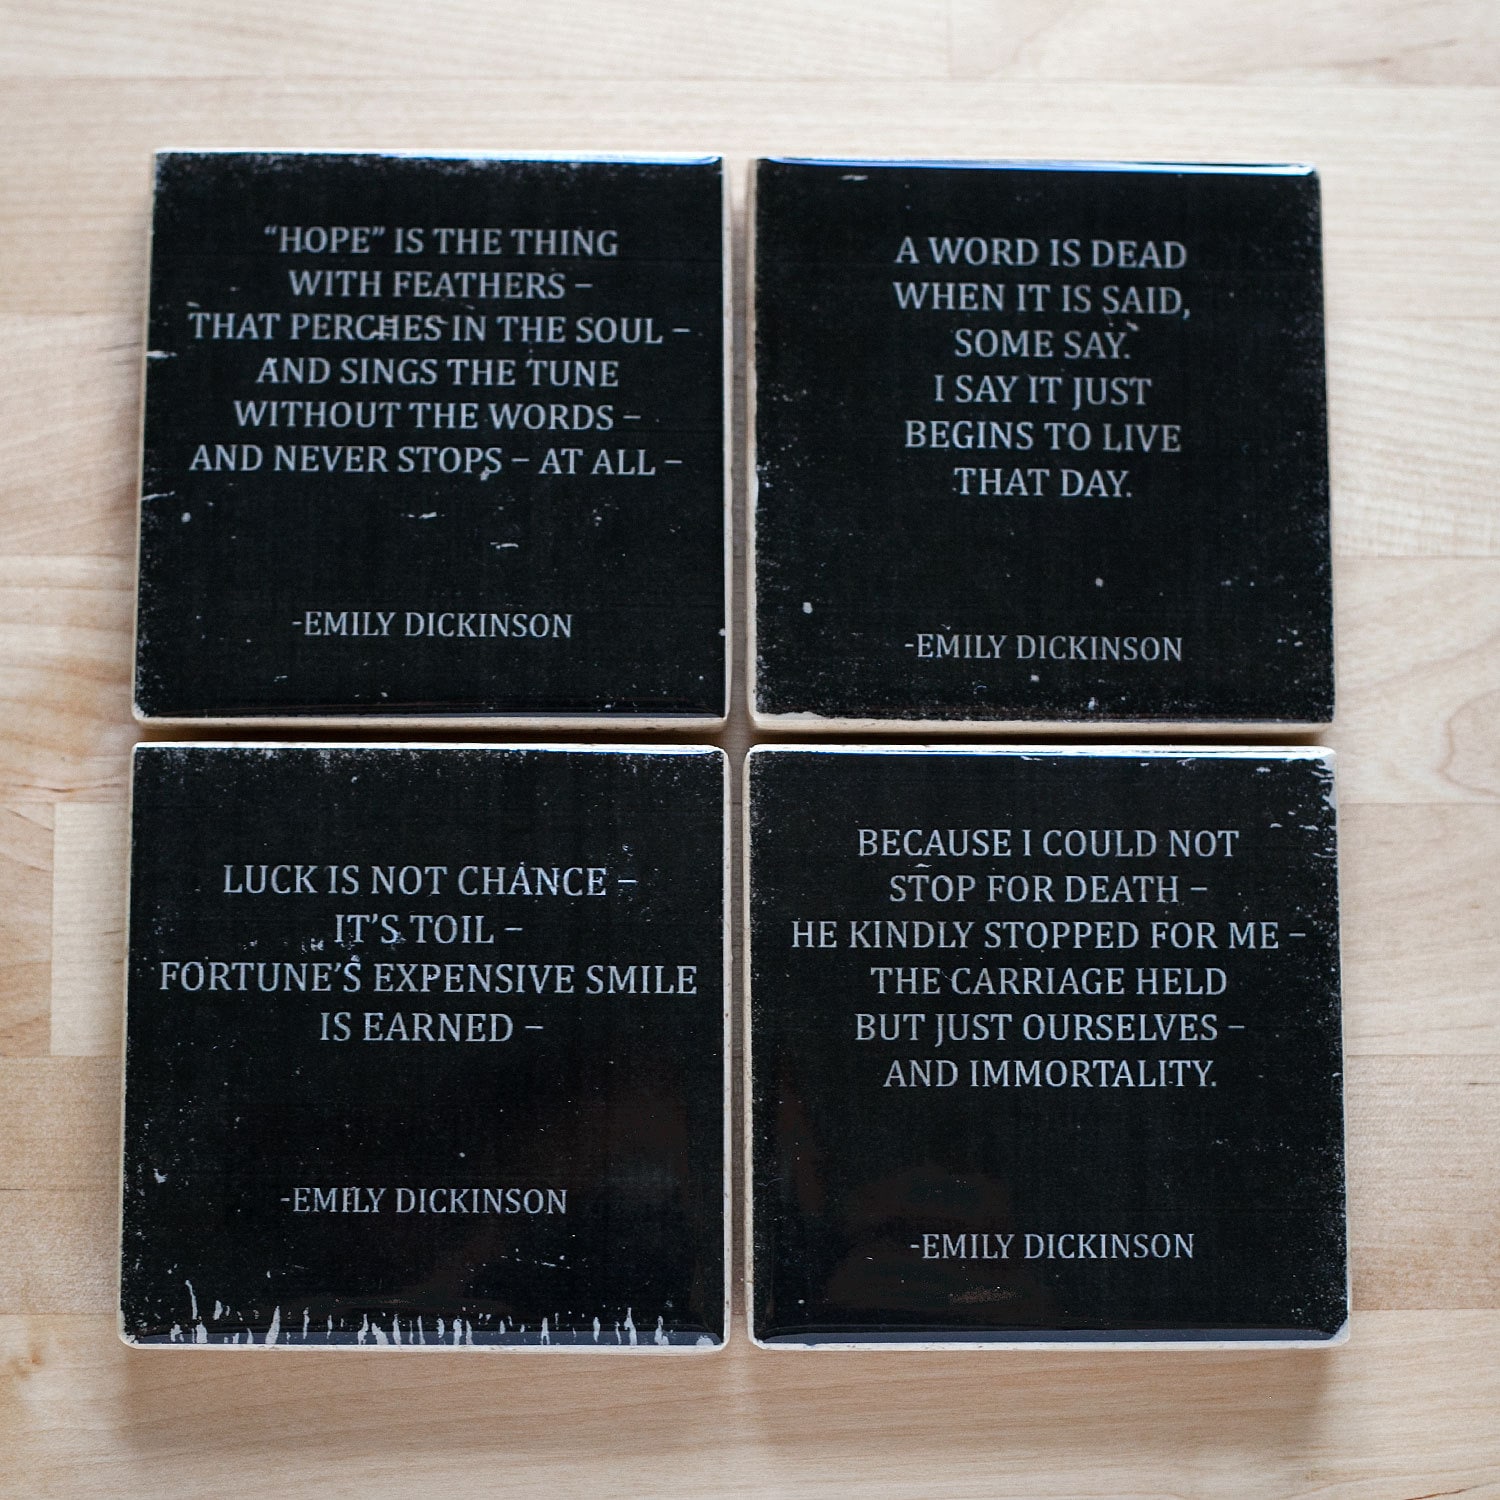 “HOPE” IS THE THING
WITH FEATHERS –
THAT PERCHES IN THE SOUL –
AND SINGS THE TUNE
WITHOUT THE WORDS –
AND NEVER STOPS – AT ALL –
-EMILY DICKINSON
A WORD IS DEAD
WHEN IT IS SAID,
SOME SAY.
I SAY IT JUST
BEGINS TO LIVE
THAT DAY.
-EMILY DICKINSON
LUCK IS NOT CHANCE –
IT’S TOIL –
FORTUNE’S EXPENSIVE SMILE
IS EARNED –
-EMILY DICKINSON
BECAUSE I COULD NOT
STOP FOR DEATH –
HE KINDLY STOPPED FOR ME –
THE CARRIAGE HELD
BUT JUST OURSELVES –
AND IMMORTALITY.
-EMILY DICKINSON